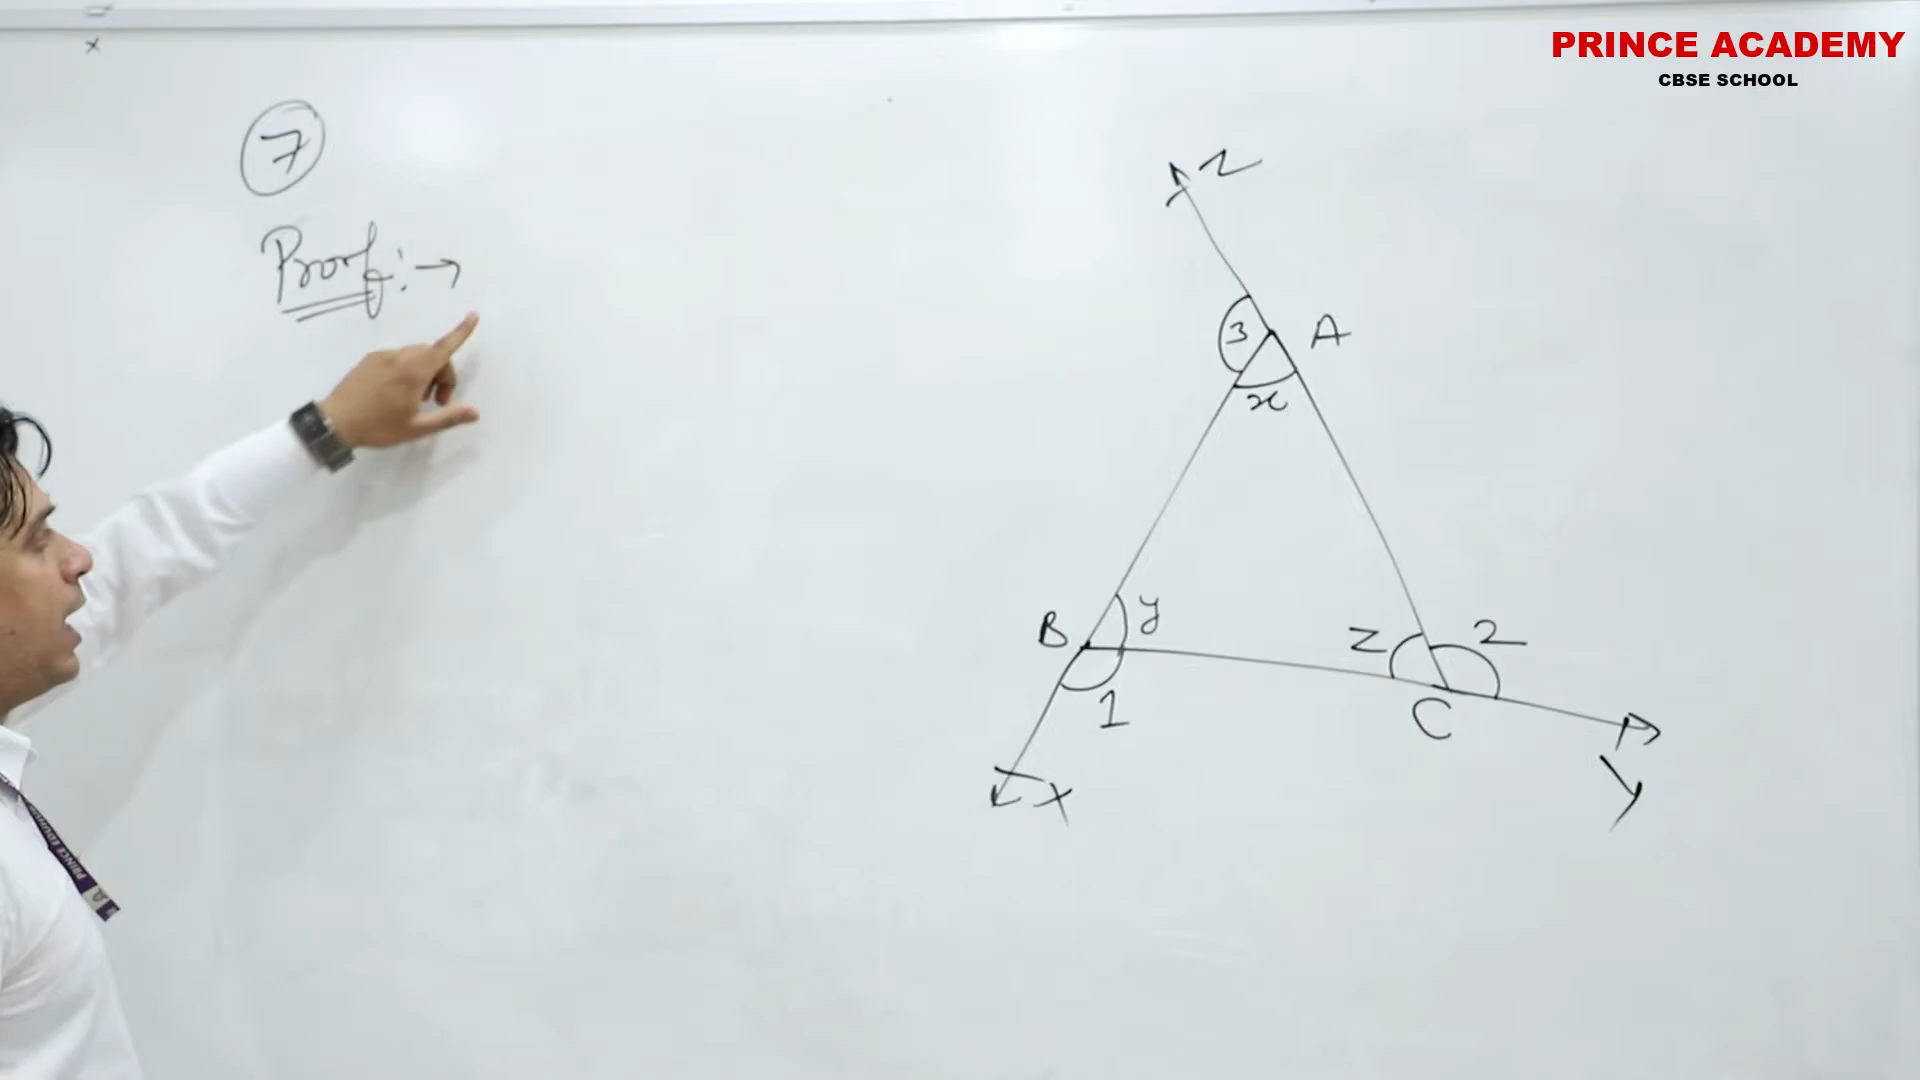 PRINCE ACADEMY
CBSE SCHOOL
7
Proof :→
Z
3
A
x
B
y
Z
2
1
C
X
Y